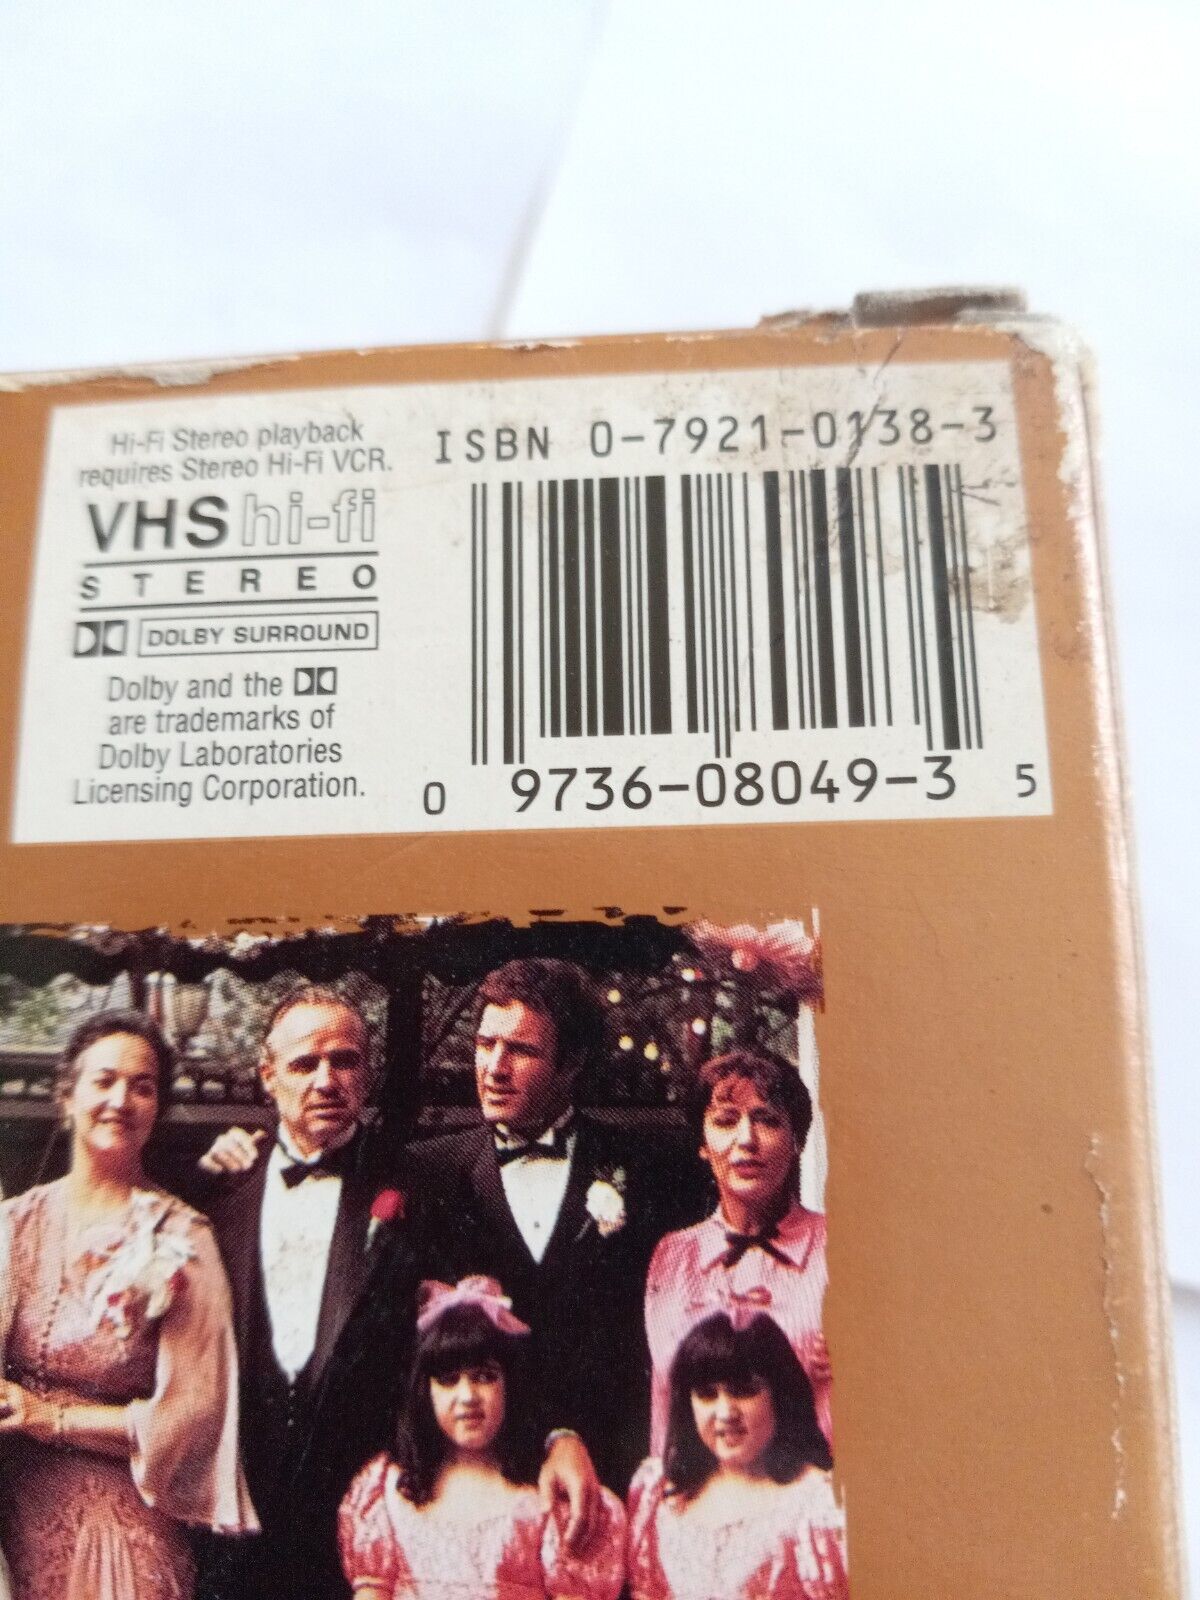 Hi-Fi Stereo playback
requires Stereo Hi-Fi VCR.
VHS hi-fi
STEREO
DOLBY SURROUND
Dolby and the
are trademarks of
Dolby Laboratories
Licensing Corporation.
ISBN 0-7921-0138-3
0 9736-08049-3 5